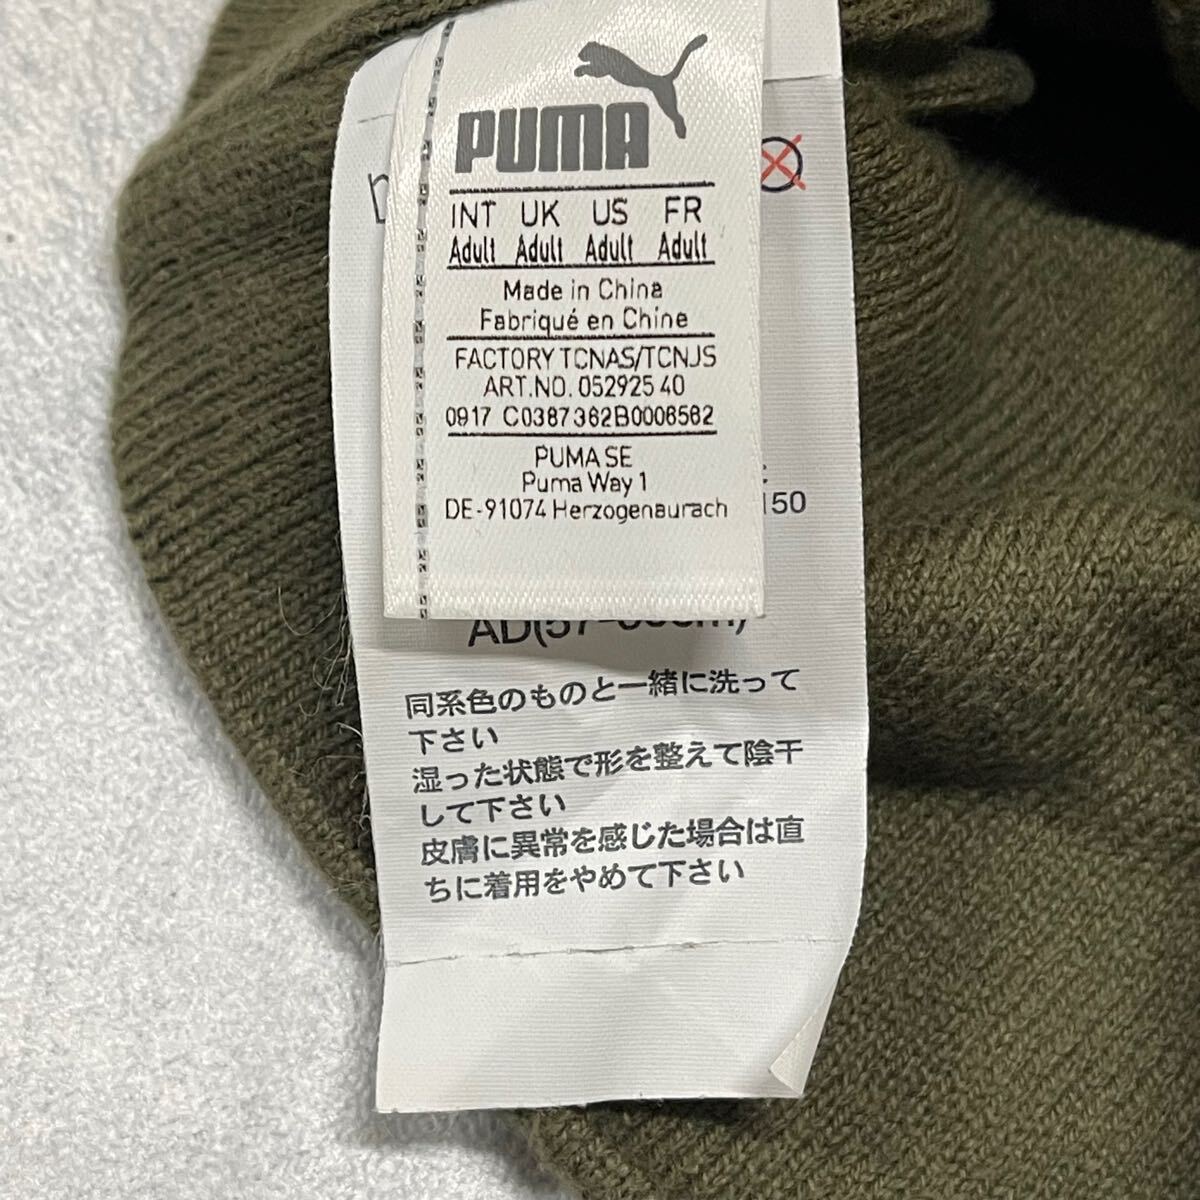 PUMA
INT UK US FR
Adult Adult Adult Adult
Made in China
Fabriqué en Chine
FACTORY TCNAS/TCNJS
ART.NO. 052925 40
0917 C0387362B0006562
PUMA SE
Puma Way 1
DE-91074 Herzogenaurach
150
同系色のものと一緒に洗って
下さい
湿った状態で形を整えて陰干
して下さい
皮膚に異常を感じた場合は直
ちに着用をやめて下さい